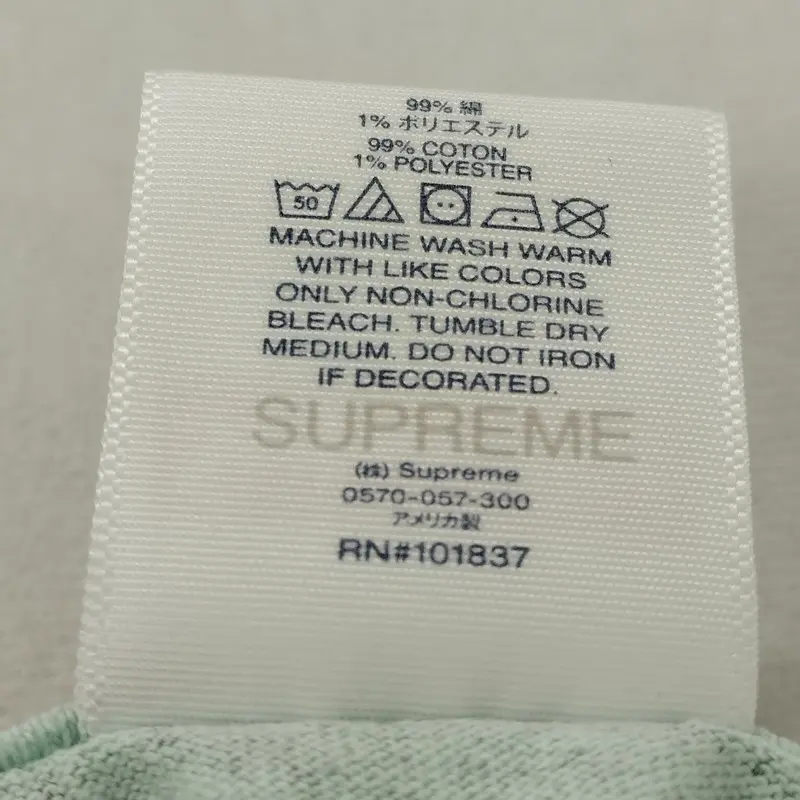 99% 綿
1% ポリエステル
99% COTON
1% POLYESTER
50
MACHINE WASH WARM
WITH LIKE COLORS
ONLY NON-CHLORINE
BLEACH. TUMBLE DRY
MEDIUM. DO NOT IRON
IF DECORATED.
SUPREME
(株) Supreme
0570-057-300
アメリカ製
RN#101837